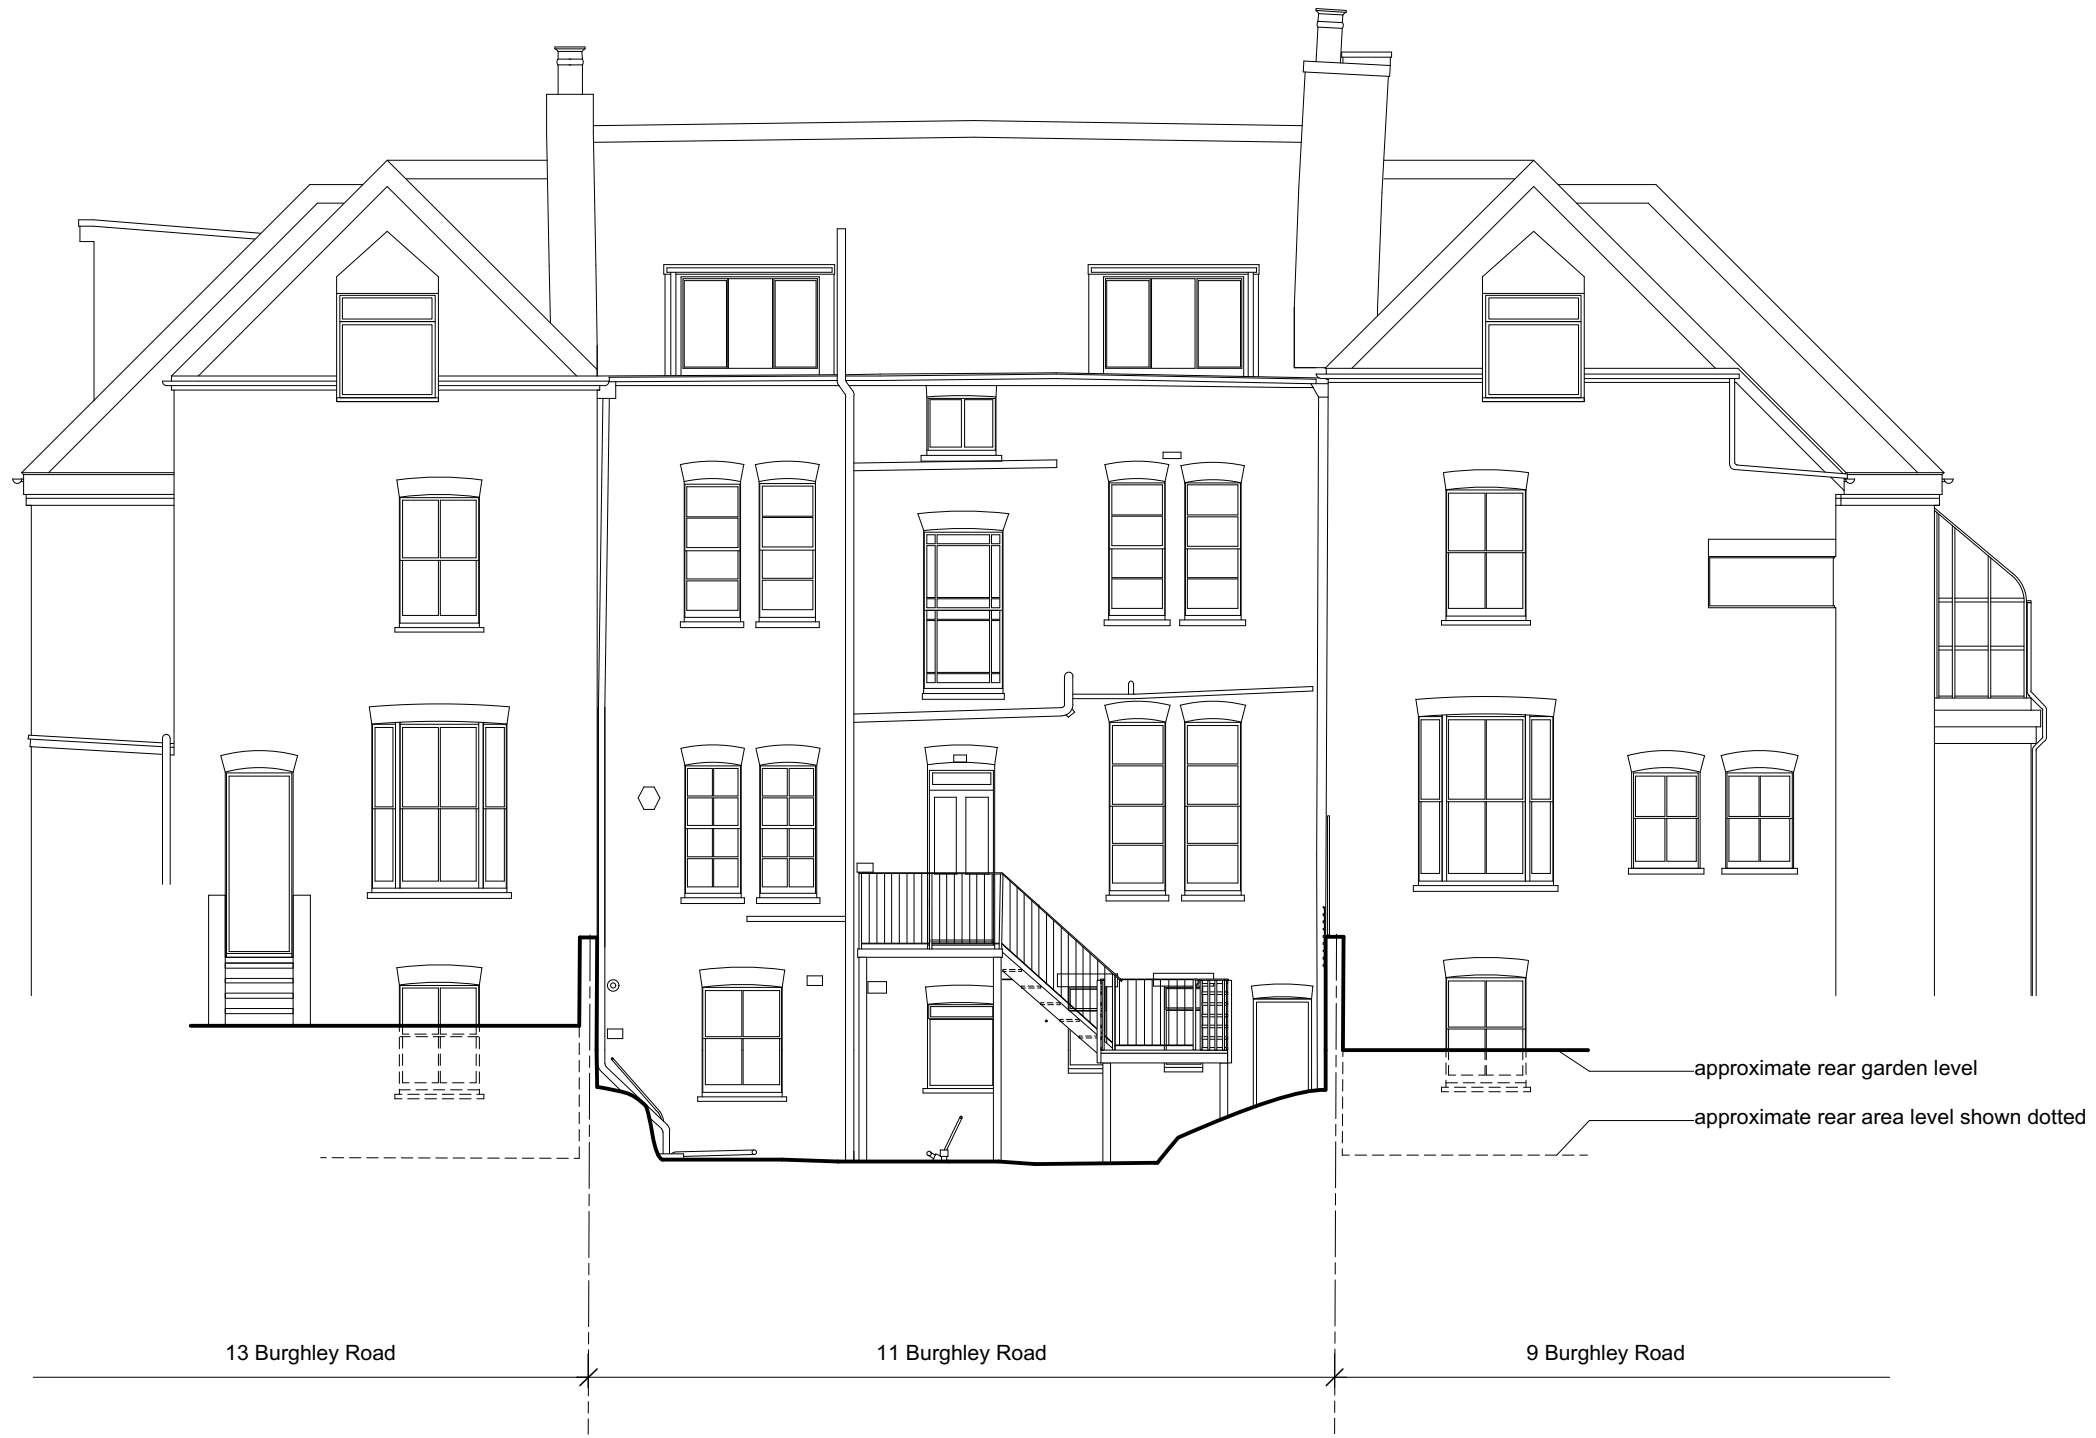 approximate rear garden level
approximate rear area level shown dotted
13 Burghley Road
11 Burghley Road
9 Burghley Road